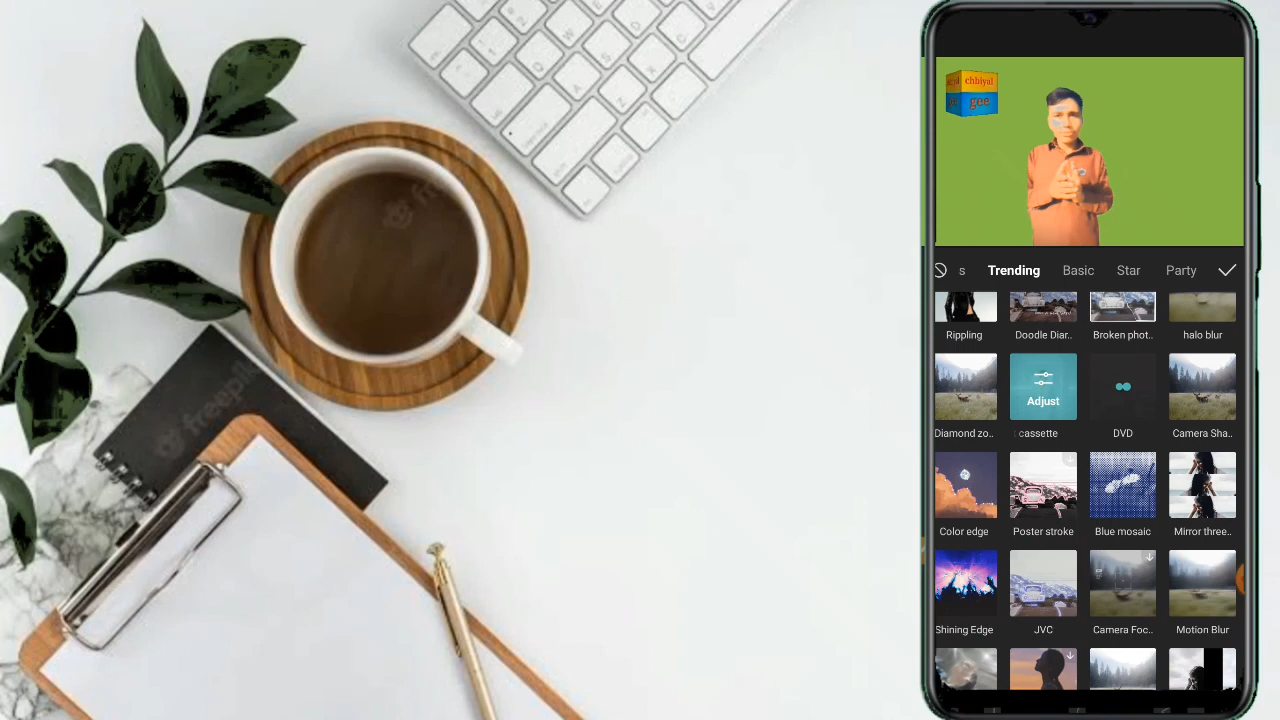 chhiyal
gue
s Trending Basic Star Party
Rippling Doodle Diar.. Broken phot.. halo blur
Adjust
Diamond zo.. cassette DVD Camera Sha..
Color edge Poster stroke Blue mosaic Mirror three..
Shining Edge JVC Camera Foc.. Motion Blur